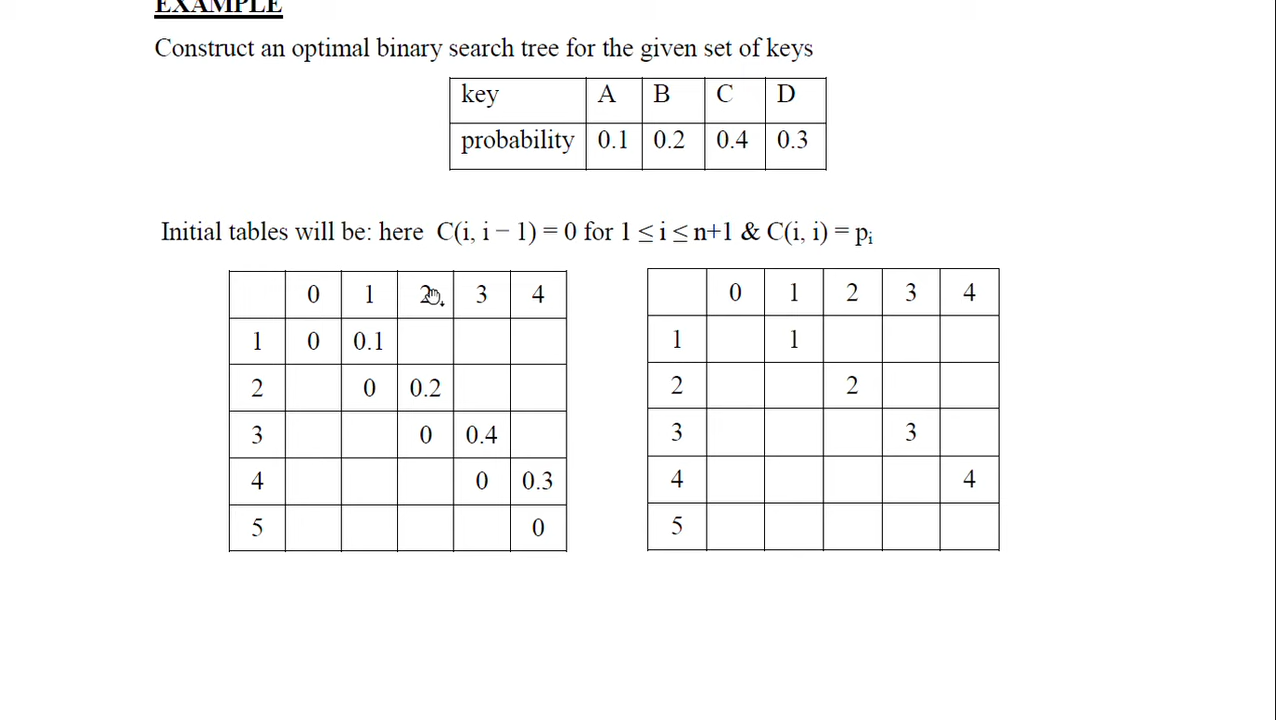 EXAMPLE
Construct an optimal binary search tree for the given set of keys
key A B C D
probability 0.1 0.2 0.4 0.3
Initial tables will be: here C(i, i − 1) = 0 for 1 ≤ i ≤ n+1 & C(i, i) = pᵢ
0 1 2 3 4
1 0 0.1
2 0 0.2
3 0 0.4
4 0 0.3
5 0
0 1 2 3 4
1 1
2 2
3 3
4 4
5